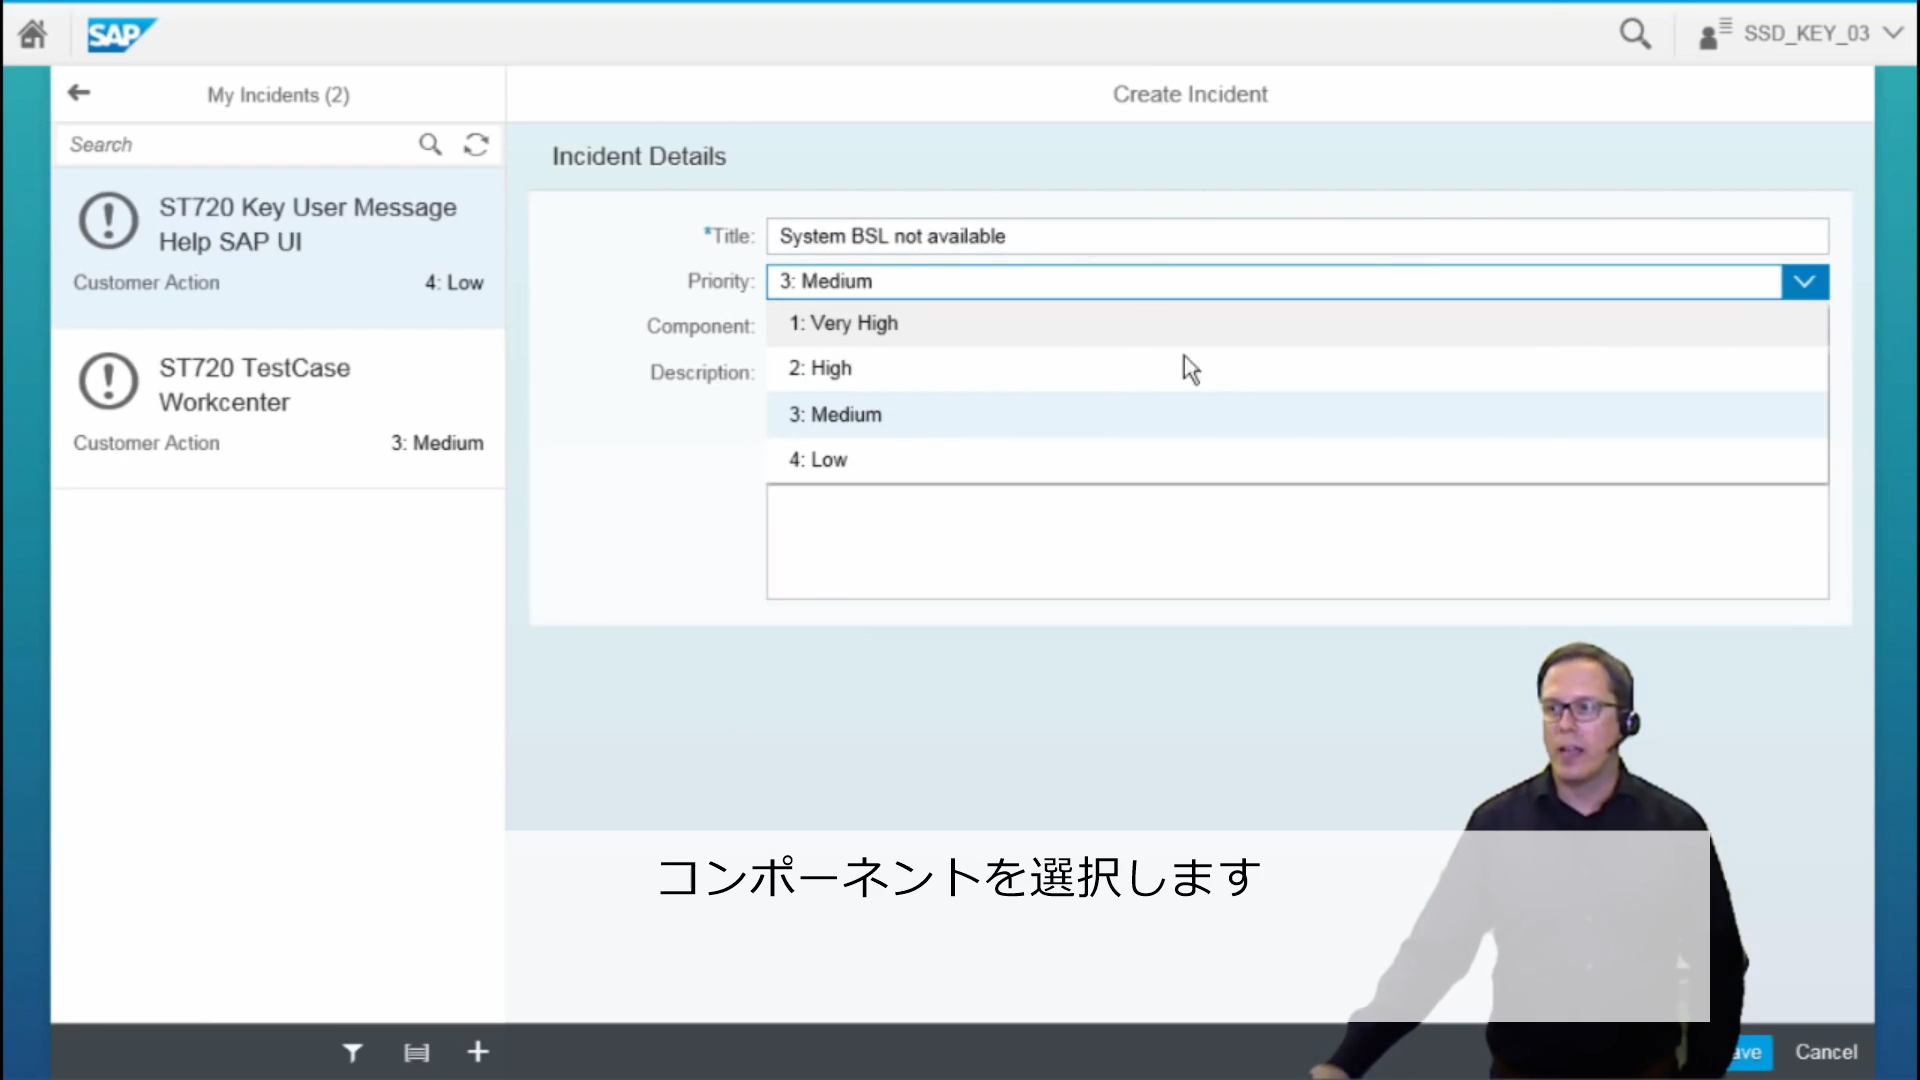 SAP
SSD_KEY_03
My Incidents (2)
Create Incident
Search
Incident Details
ST720 Key User Message
Help SAP UI
Customer Action
4: Low
ST720 TestCase
Workcenter
Customer Action
3: Medium
*Title:
System BSL not available
Priority:
3: Medium
Component:
1: Very High
Description:
2: High
3: Medium
4: Low
コンポーネントを選択します
Cancel